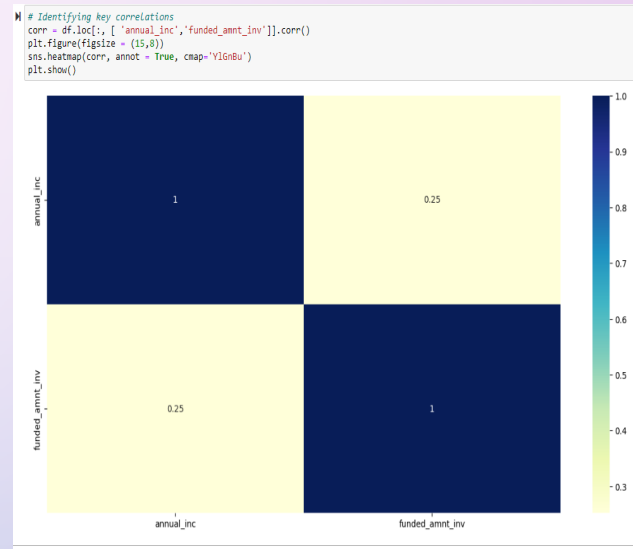 # Identifying key correlations
corr = df.loc[:, [ 'annual_inc','funded_amnt_inv']].corr()
plt.figure(figsize = (15,8))
sns.heatmap(corr, annot = True, cmap='YlGnBu')
plt.show()
1.0
0.9
0.8
0.7
0.6
0.5
0.4
0.3
annual_inc
1
0.25
funded_amnt_inv
0.25
1
annual_inc
funded_amnt_inv